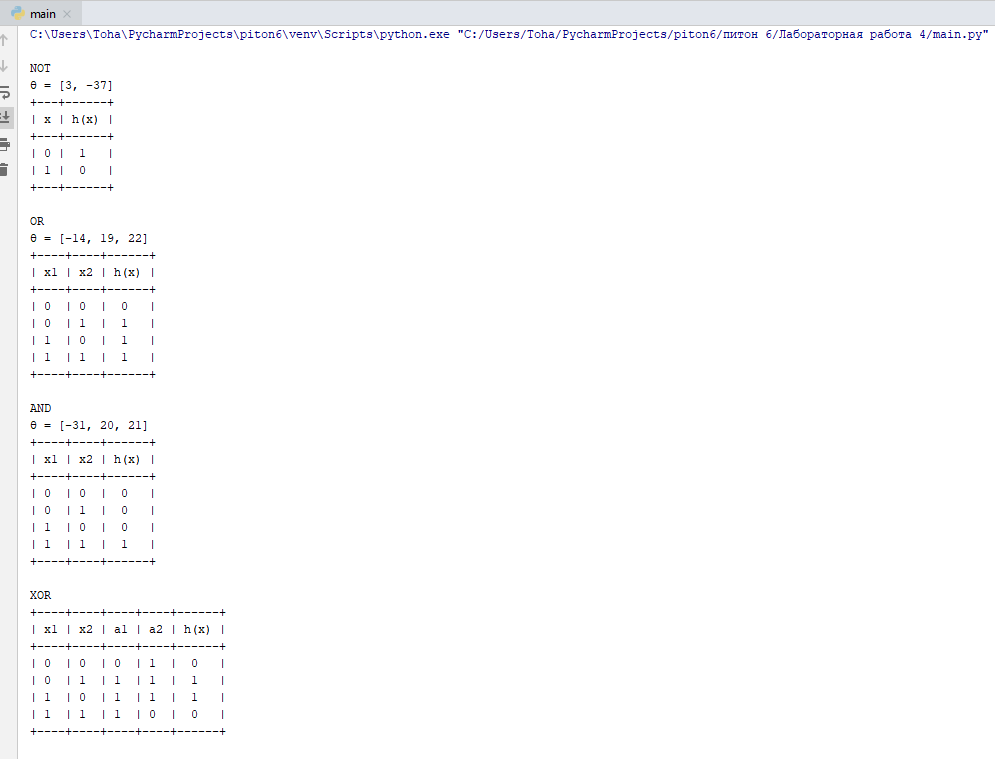 main
C:\Users\Toha\PycharmProjects\piton6\venv\Scripts\python.exe "C:/Users/Toha/PycharmProjects/piton6/питон 6/Лабораторная работа 4/main.py"
NOT
θ = [3, -37]
+---+------+
| x | h(x) |
+---+------+
| 0 |  1   |
| 1 |  0   |
+---+------+
OR
θ = [-14, 19, 22]
+----+----+------+
| x1 | x2 | h(x) |
+----+----+------+
| 0  | 0  |  0   |
| 0  | 1  |  1   |
| 1  | 0  |  1   |
| 1  | 1  |  1   |
+----+----+------+
AND
θ = [-31, 20, 21]
+----+----+------+
| x1 | x2 | h(x) |
+----+----+------+
| 0  | 0  |  0   |
| 0  | 1  |  0   |
| 1  | 0  |  0   |
| 1  | 1  |  1   |
+----+----+------+
XOR
+----+----+----+----+------+
| x1 | x2 | a1 | a2 | h(x) |
+----+----+----+----+------+
| 0  | 0  | 0  | 1  |  0   |
| 0  | 1  | 1  | 1  |  1   |
| 1  | 0  | 1  | 1  |  1   |
| 1  | 1  | 1  | 0  |  0   |
+----+----+----+----+------+